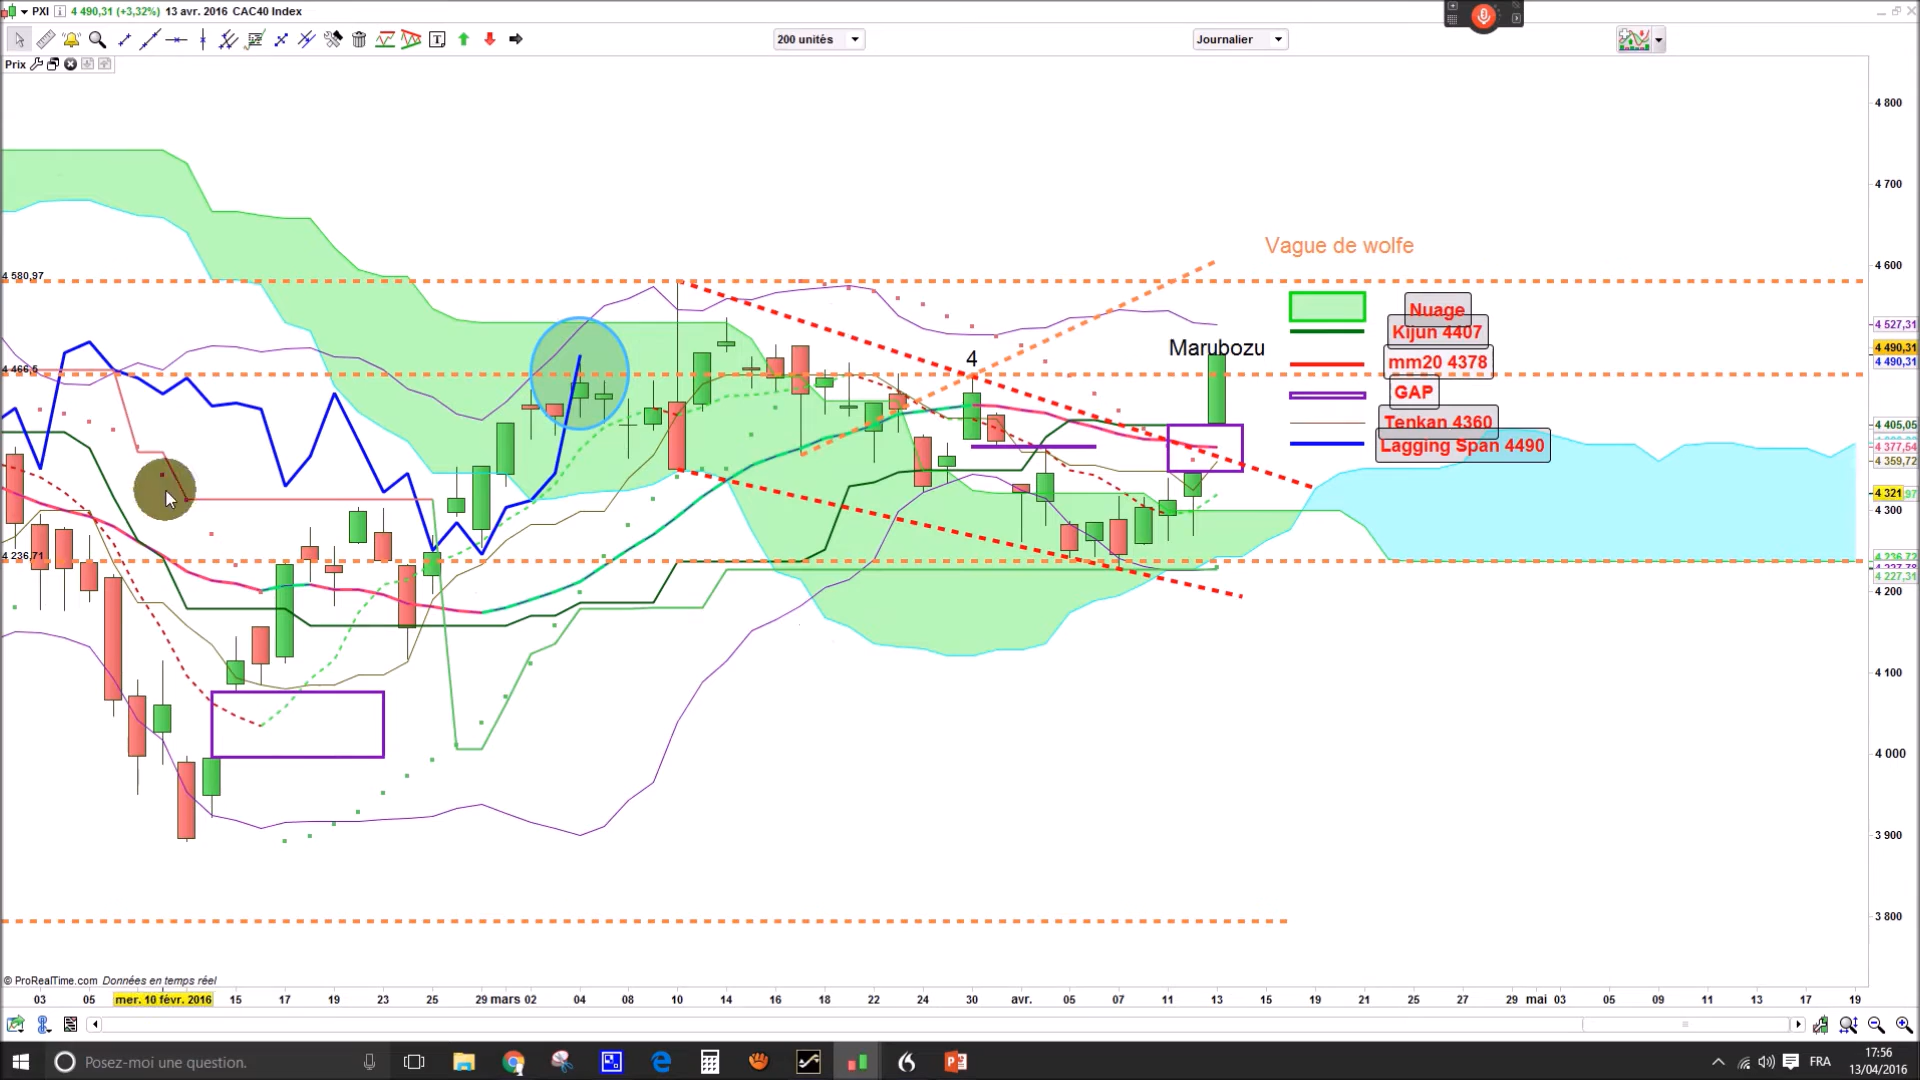 PXI 4 490,31 (+3,32%) 13 avr. 2016 CAC40 Index
200 unités
Journalier
Prix
4 800
4 700
Vague de wolfe
4 600
4 580,97
Nuage
4 527,31
Kijun 4407
Marubozu
4 490,31
4
4 490,31
mm20 4378
4 466,5
GAP
Tenkan 4360
4 405,05
Lagging Span 4490
4 377,54
4 359,72
4 321
4 300
4 236,71
4 236,72
4 227,31
4 200
4 100
4 000
3 900
3 800
© ProRealTime.com Données en temps réel
03 05 mer. 10 févr. 2016 15 17 19 23 25 29 mars 02 04 08 10 14 16 18 22 24 30 avr. 05 07 11 13 15 19 21 25 27 29 mai 03 05 09 11 13 17 19
Posez-moi une question.
FRA
17:56
13/04/2016